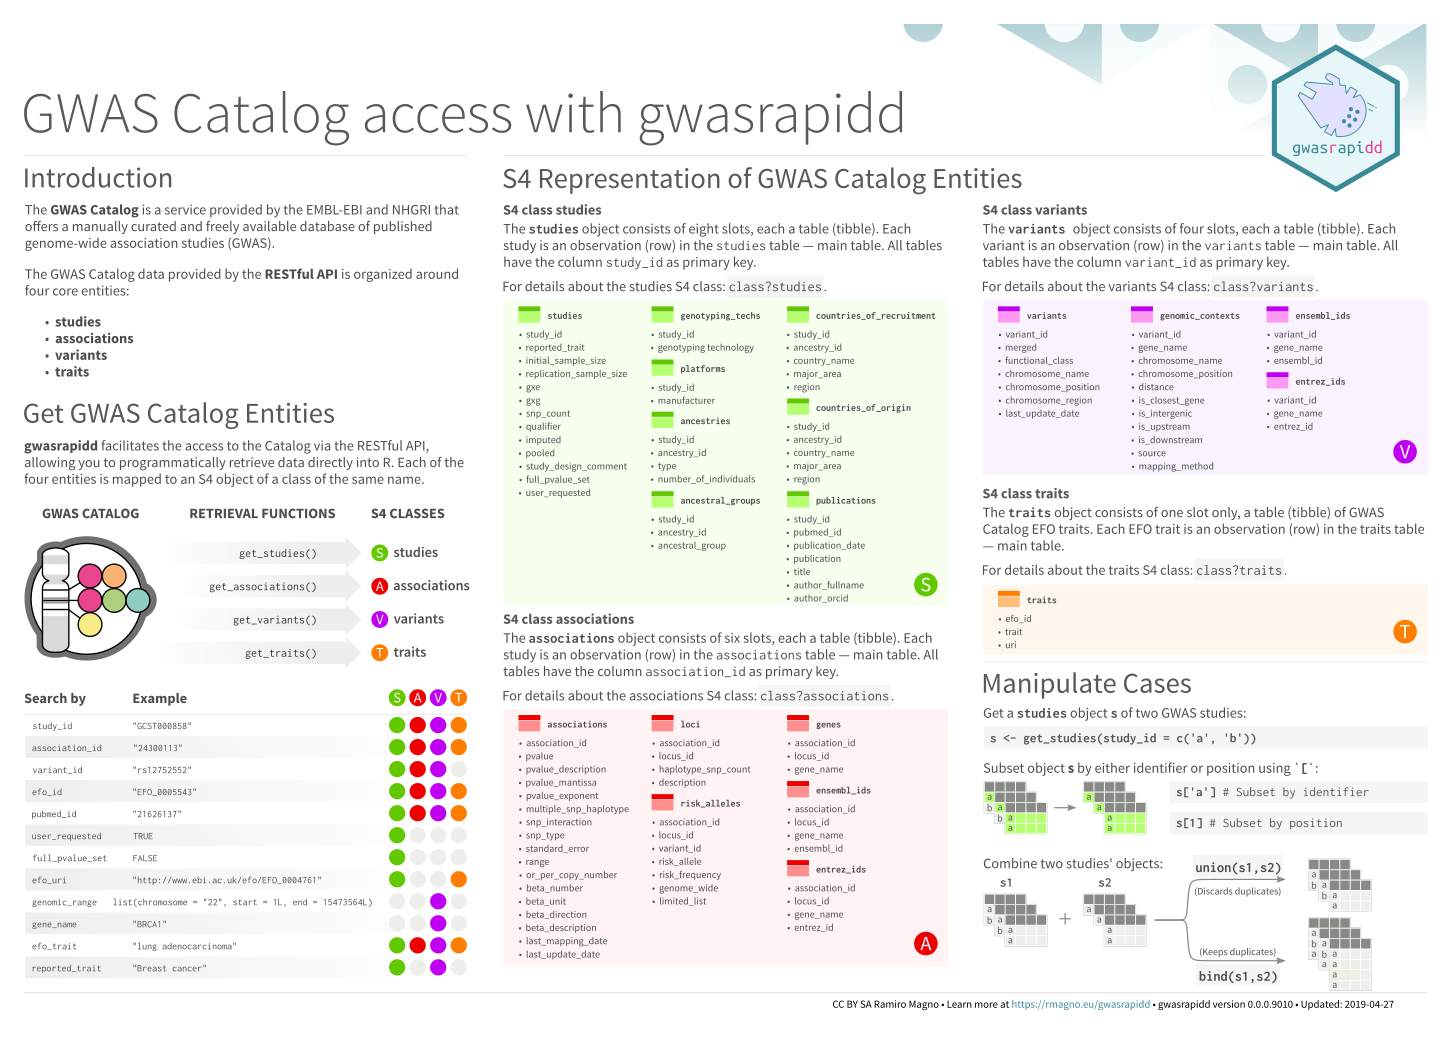 GWAS Catalog access with gwasrapidd
gwasrapidd
Introduction
The GWAS Catalog is a service provided by the EMBL-EBI and NHGRI that
offers a manually curated and freely available database of published
genome-wide association studies (GWAS).
The GWAS Catalog data provided by the RESTful API is organized around
four core entities:
• studies
• associations
• variants
• traits
Get GWAS Catalog Entities
gwasrapidd facilitates the access to the Catalog via the RESTful API,
allowing you to programmatically retrieve data directly into R. Each of the
four entities is mapped to an S4 object of a class of the same name.
GWAS CATALOG RETRIEVAL FUNCTIONS S4 CLASSES
get_studies() S studies
get_associations() A associations
get_variants() V variants
get_traits() T traits
Search by Example S A V T
study_id "GCST000858"
association_id "24300113"
variant_id "rs12752552"
efo_id "EFO_0005543"
pubmed_id "21626137"
user_requested TRUE
full_pvalue_set FALSE
efo_uri "http://www.ebi.ac.uk/efo/EFO_0004761"
genomic_range list(chromosome = "22", start = 1L, end = 15473564L)
gene_name "BRCA1"
efo_trait "lung adenocarcinoma"
reported_trait "Breast cancer"
S4 Representation of GWAS Catalog Entities
S4 class studies
The studies object consists of eight slots, each a table (tibble). Each
study is an observation (row) in the studies table — main table. All tables
have the column study_id as primary key.
For details about the studies S4 class: class?studies.
studies
• study_id
• reported_trait
• initial_sample_size
• replication_sample_size
• gxe
• gxg
• snp_count
• qualifier
• imputed
• pooled
• study_design_comment
• full_pvalue_set
• user_requested
genotyping_techs
• study_id
• genotyping technology
platforms
• study_id
• manufacturer
ancestries
• study_id
• ancestry_id
• type
• number_of_individuals
ancestral_groups
• study_id
• ancestry_id
• ancestral_group
countries_of_recruitment
• study_id
• ancestry_id
• country_name
• major_area
• region
countries_of_origin
• study_id
• ancestry_id
• country_name
• major_area
• region
publications
• study_id
• pubmed_id
• publication_date
• publication
• title
• author_fullname
• author_orcid
S
S4 class associations
The associations object consists of six slots, each a table (tibble). Each
study is an observation (row) in the associations table — main table. All
tables have the column association_id as primary key.
For details about the associations S4 class: class?associations.
associations
• association_id
• pvalue
• pvalue_description
• pvalue_mantissa
• pvalue_exponent
• multiple_snp_haplotype
• snp_interaction
• snp_type
• standard_error
• range
• or_per_copy_number
• beta_number
• beta_unit
• beta_direction
• beta_description
• last_mapping_date
• last_update_date
loci
• association_id
• locus_id
• haplotype_snp_count
• description
risk_alleles
• association_id
• locus_id
• variant_id
• risk_allele
• risk_frequency
• genome_wide
• limited_list
genes
• association_id
• locus_id
• gene_name
ensembl_ids
• association_id
• locus_id
• gene_name
• ensembl_id
entrez_ids
• association_id
• locus_id
• gene_name
• entrez_id
A
S4 class variants
The variants object consists of four slots, each a table (tibble). Each
variant is an observation (row) in the variants table — main table. All
tables have the column variant_id as primary key.
For details about the variants S4 class: class?variants.
variants
• variant_id
• merged
• functional_class
• chromosome_name
• chromosome_position
• chromosome_region
• last_update_date
genomic_contexts
• variant_id
• gene_name
• chromosome_name
• chromosome_position
• distance
• is_closest_gene
• is_intergenic
• is_upstream
• is_downstream
• source
• mapping_method
ensembl_ids
• variant_id
• gene_name
• ensembl_id
entrez_ids
• variant_id
• gene_name
• entrez_id
V
S4 class traits
The traits object consists of one slot only, a table (tibble) of GWAS
Catalog EFO traits. Each EFO trait is an observation (row) in the traits table
— main table.
For details about the traits S4 class: class?traits.
traits
• efo_id
• trait
• uri
T
Manipulate Cases
Get a studies object s of two GWAS studies:
s <- get_studies(study_id = c('a', 'b'))
Subset object s by either identifier or position using `[`:
a
b a
b a
a
a
a
a
a
s['a'] # Subset by identifier
s[1] # Subset by position
Combine two studies' objects:
s1 s2
a
b a
b a
a
+
a
a
a
a
union(s1,s2)
(Discards duplicates)
a
b a
b a
a
(Keeps duplicates)
bind(s1,s2)
a
b a
a b
a a
a
a
CC BY SA Ramiro Magno • Learn more at https://rmagno.eu/gwasrapidd • gwasrapidd version 0.0.0.9010 • Updated: 2019-04-27